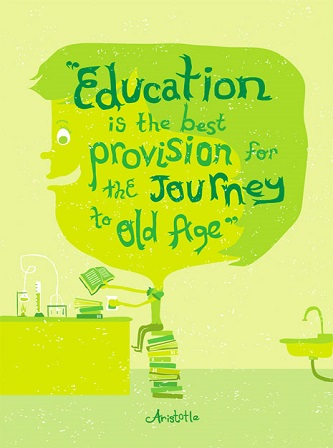 "Education
is the best
provision for
the Journey
to old Age"
Aristotle